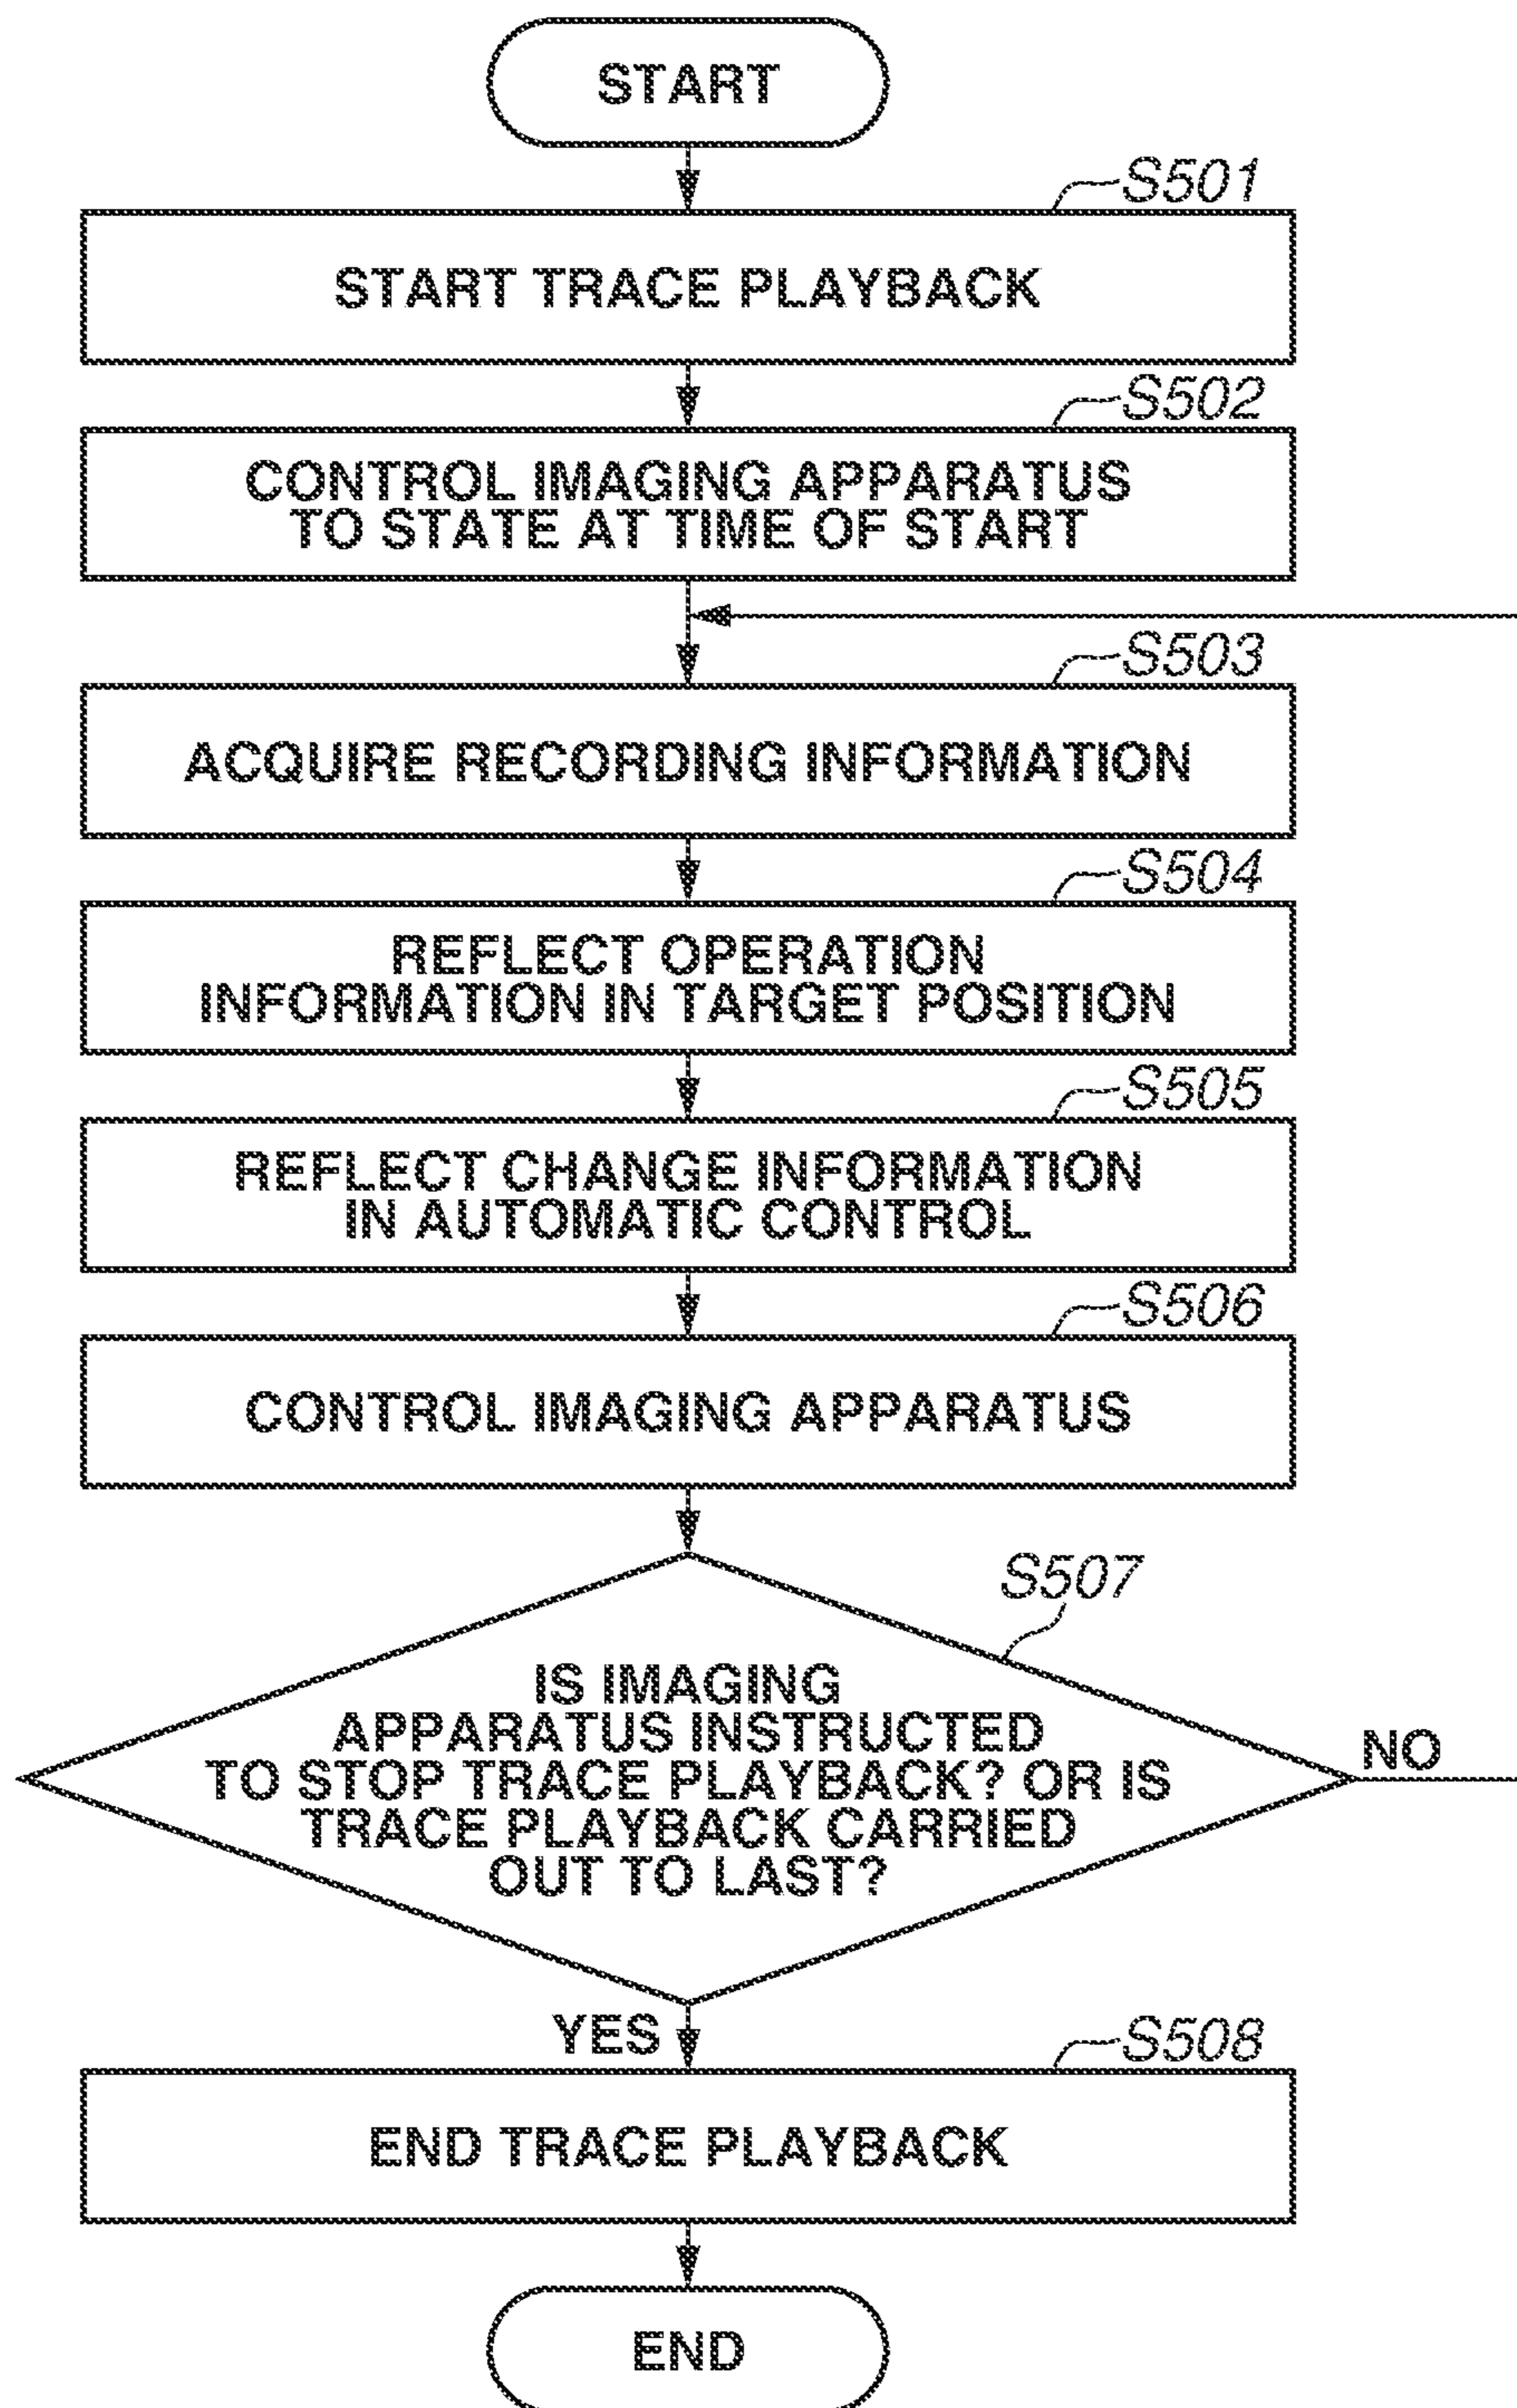 START
S501
START TRACE PLAYBACK
S502
CONTROL IMAGING APPARATUS
TO STATE AT TIME OF START
S503
ACQUIRE RECORDING INFORMATION
S504
REFLECT OPERATION
INFORMATION IN TARGET POSITION
S505
REFLECT CHANGE INFORMATION
IN AUTOMATIC CONTROL
S506
CONTROL IMAGING APPARATUS
S507
IS IMAGING
APPARATUS INSTRUCTED
TO STOP TRACE PLAYBACK? OR IS
TRACE PLAYBACK CARRIED
OUT TO LAST?
NO
YES
S508
END TRACE PLAYBACK
END